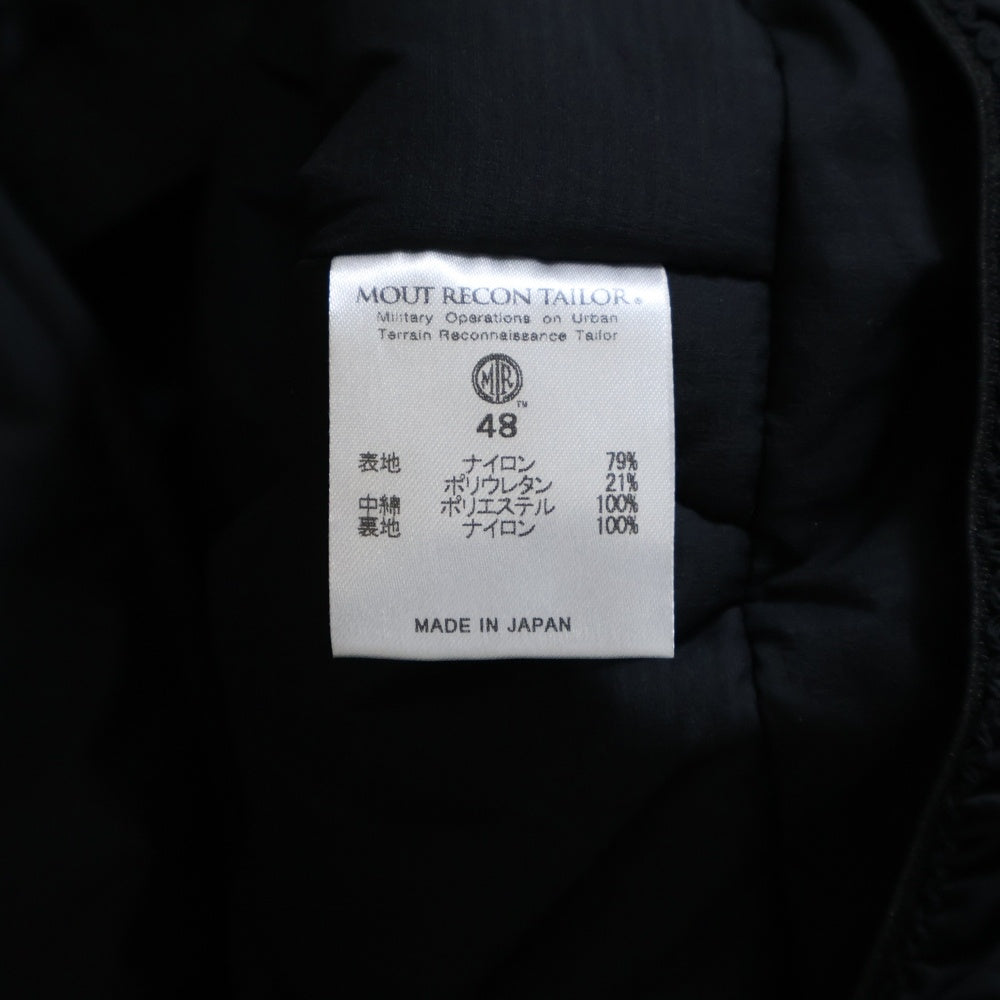 MOUT RECON TAILOR®
Military Operations on Urban
Terrain Reconnaissance Tailor
MTR™
48
表地 ナイロン 79%
ポリウレタン 21%
中綿 ポリエステル 100%
裏地 ナイロン 100%
MADE IN JAPAN